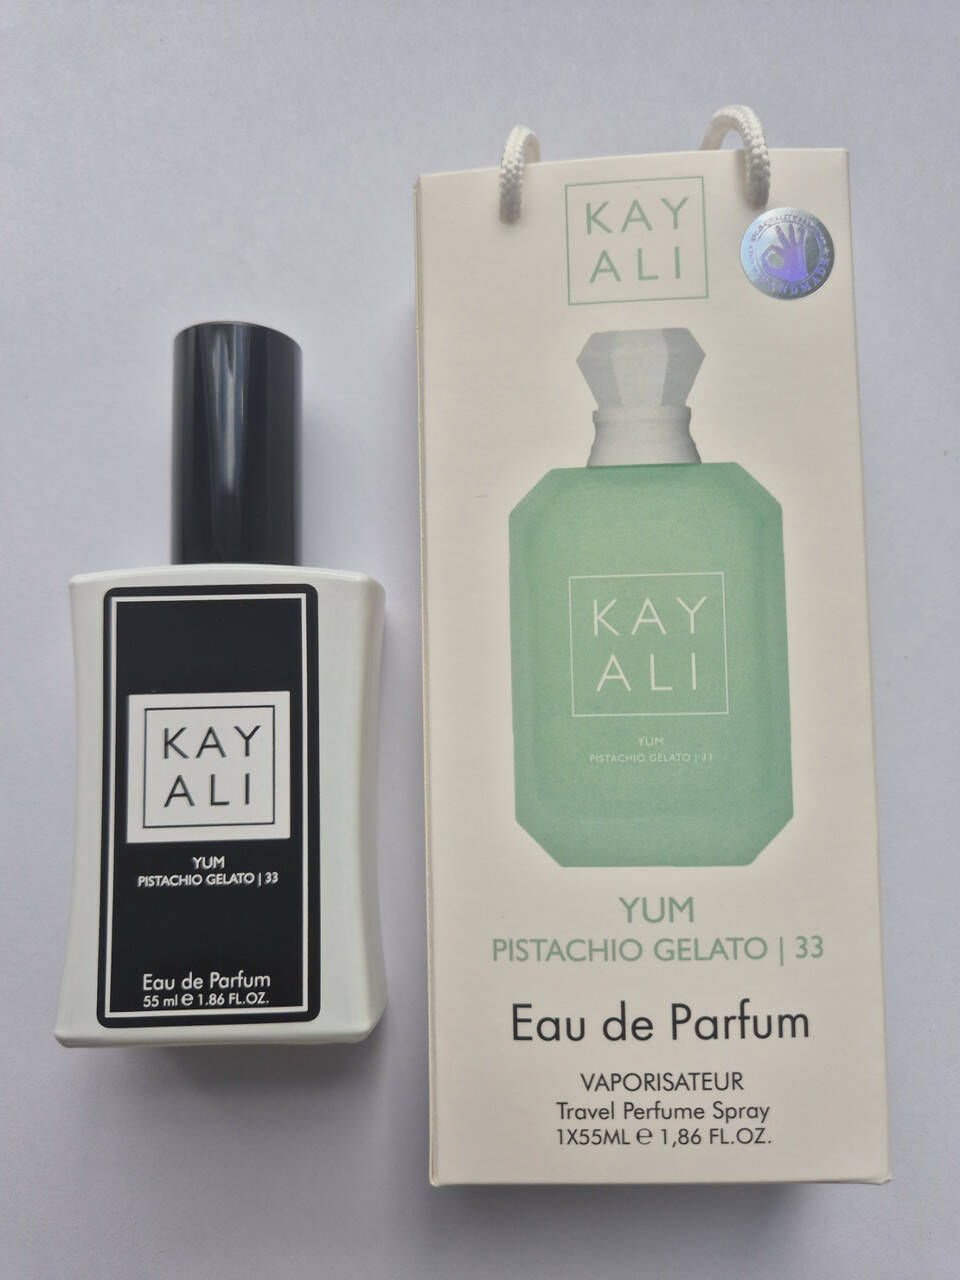 KAY
ALI
YUM
PISTACHIO GELATO | 33
Eau de Parfum
55 ml ℮ 1.86 FL.OZ.
KAY
ALI
HANDMADE
KAY
ALI
YUM
PISTACHIO GELATO | 33
YUM
PISTACHIO GELATO | 33
Eau de Parfum
VAPORISATEUR
Travel Perfume Spray
1X55ML ℮ 1,86 FL.OZ.